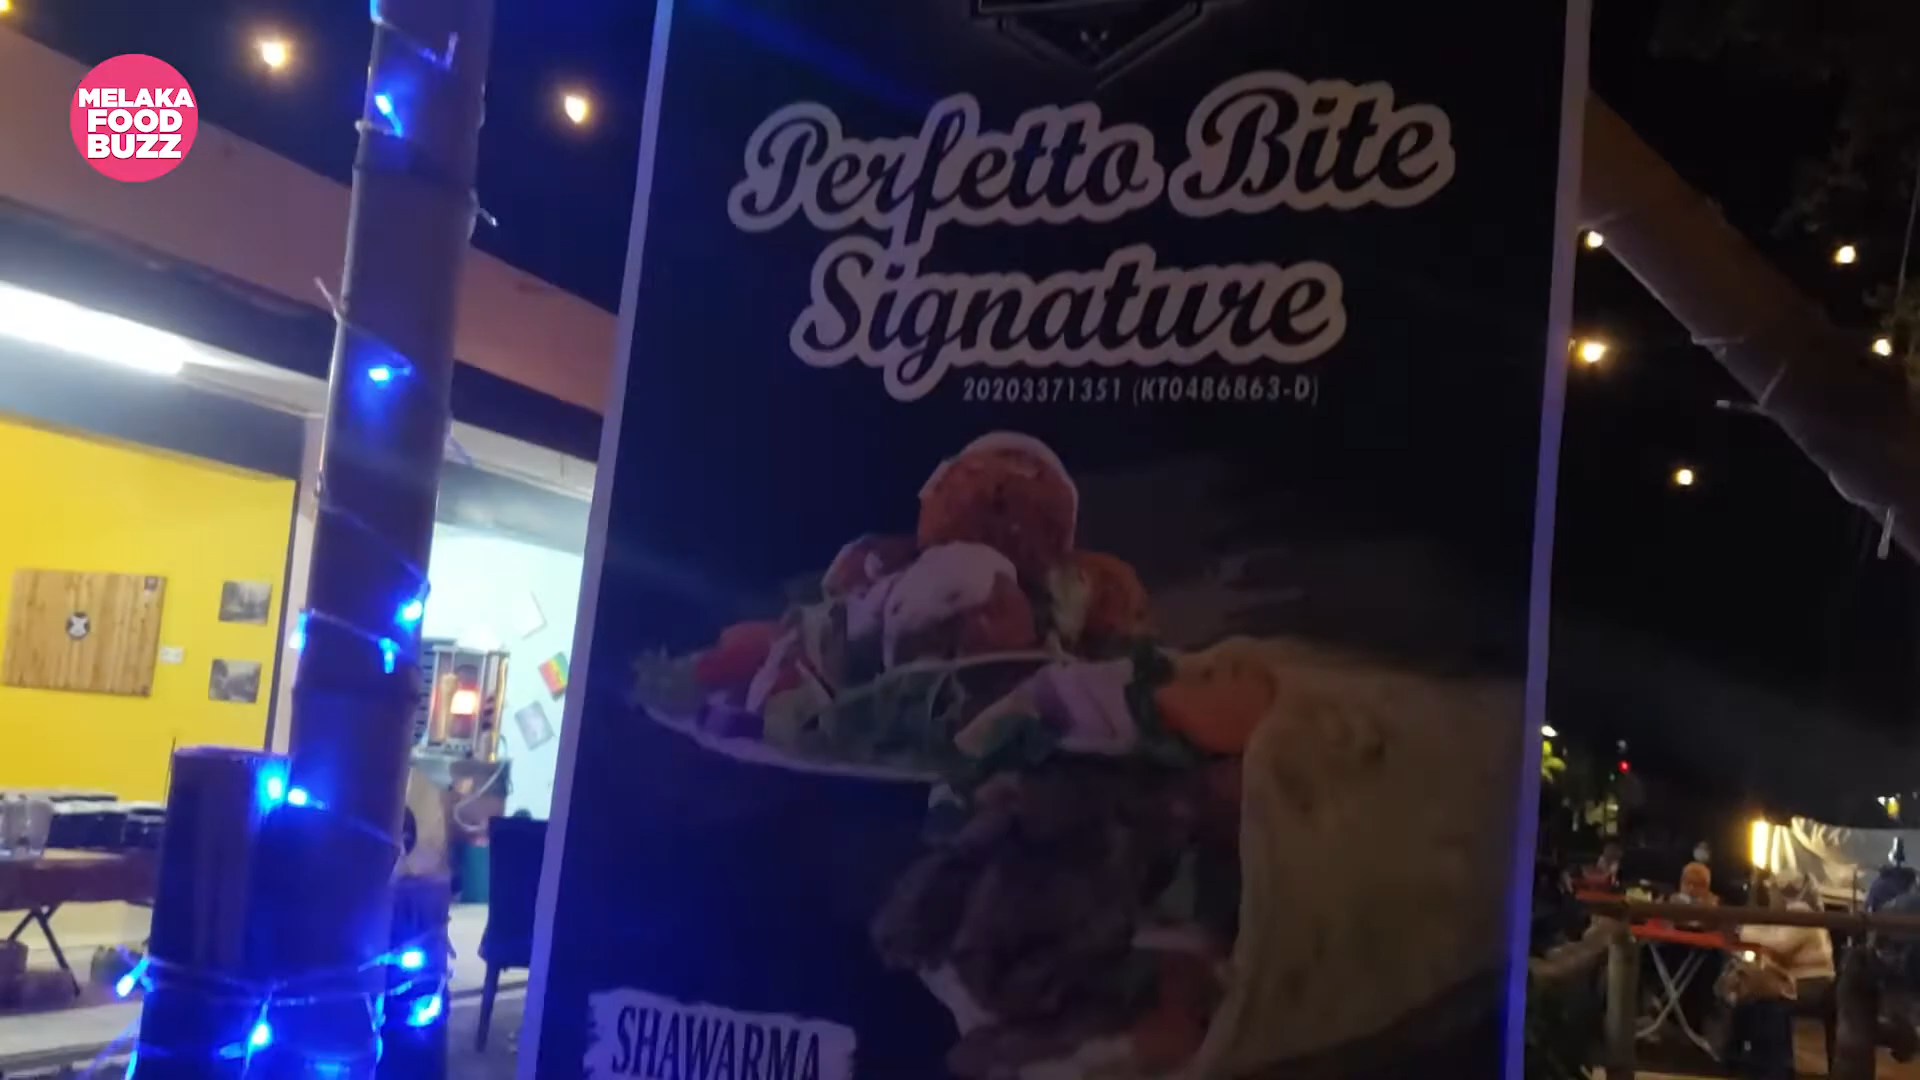 MELAKA
FOOD
BUZZ
Perfetto Bite
Signature
20203371351 (KT0486863-D)
SHAWARMA